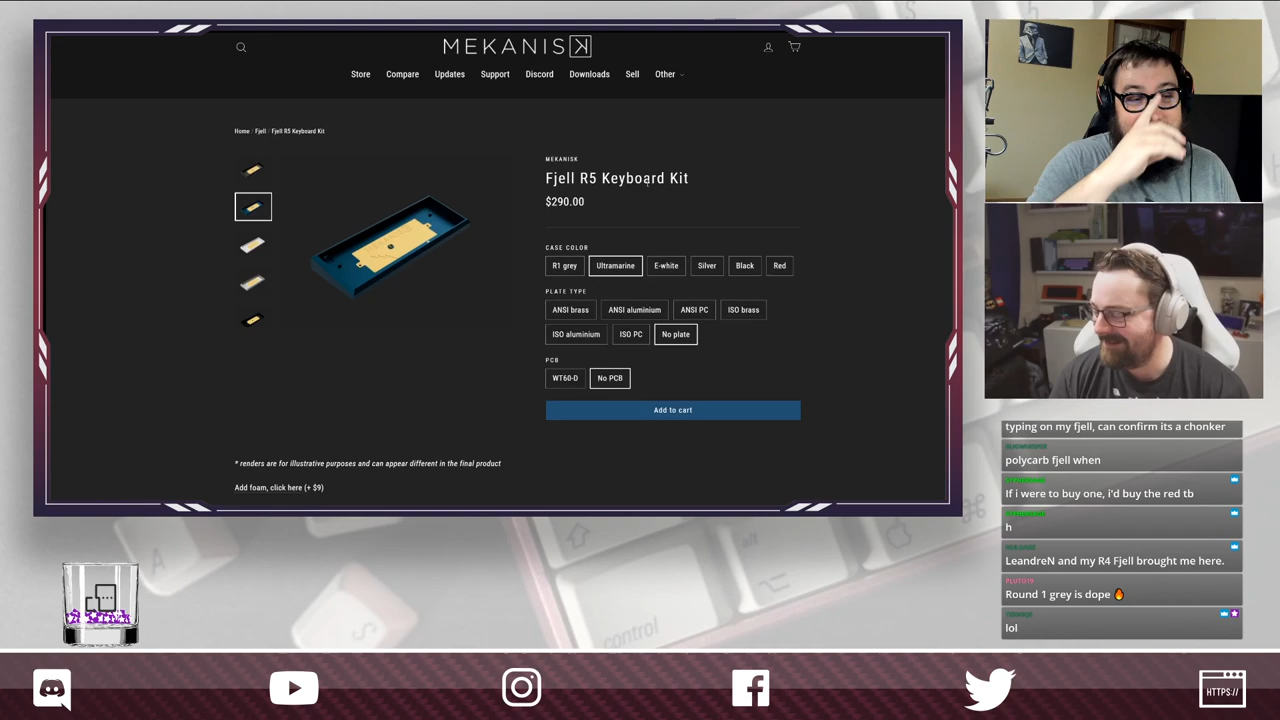 MEKANISK
Store
Compare
Updates
Support
Discord
Downloads
Sell
Other
Home / Fjell / Fjell R5 Keyboard Kit
MEKANISK
Fjell R5 Keyboard Kit
$290.00
CASE COLOR
R1 grey
Ultramarine
E-white
Silver
Black
Red
PLATE TYPE
ANSI brass
ANSI aluminium
ANSI PC
ISO brass
ISO aluminium
ISO PC
No plate
PCB
WT60-D
No PCB
Add to cart
* renders are for illustrative purposes and can appear different in the final product
Add foam, click here (+ $9)
typing on my fjell, can confirm its a chonker
polycarb fjell when
If i were to buy one, i'd buy the red tb
h
LeandreN and my R4 Fjell brought me here.
PLUTO19
Round 1 grey is dope 🔥
lol
alt
control
HTTPS://